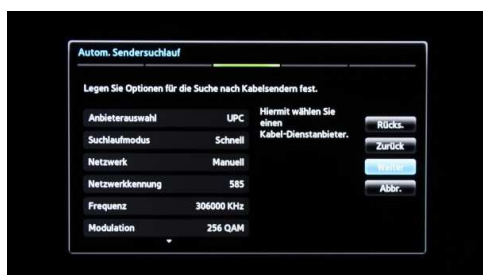 Autom. Sendersuchlauf
Legen Sie Optionen für die Suche nach Kabelsendern fest.
Anbieterauswahl UPC
Suchlaufmodus Schnell
Netzwerk Manuell
Netzwerkkennung 585
Frequenz 306000 KHz
Modulation 256 QAM
Hiermit wählen Sie
einen
Kabel-Dienstanbieter.
Rücks.
Zurück
Weiter
Abbr.